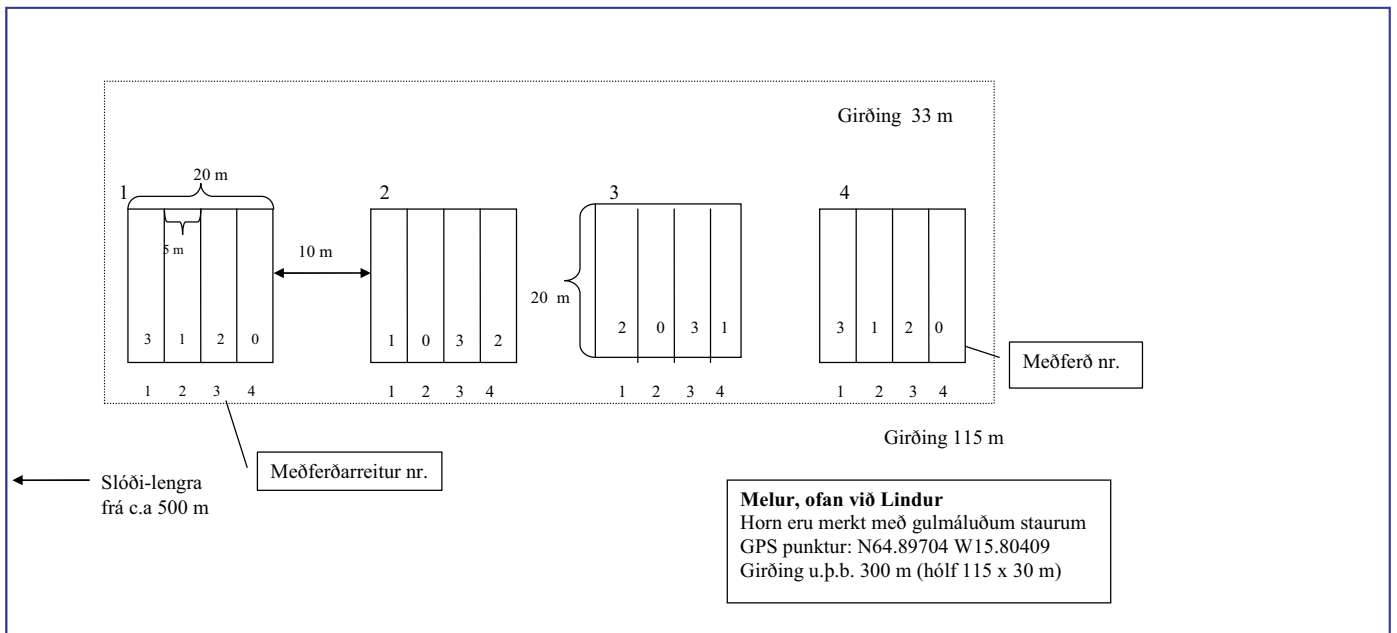 Girðing 33 m
20 m
1
2
3
4
5 m
10 m
20 m
3 1 2 0
1 0 3 2
2 0 3 1
3 1 2 0
Meðferð nr.
1 2 3 4
1 2 3 4
1 2 3 4
1 2 3 4
Girðing 115 m
Meðferðarreitur nr.
Slóði-lengra
frá c.a 500 m
Melur, ofan við Lindur
Horn eru merkt með gulmáluðum staurum
GPS punktur: N64.89704 W15.80409
Girðing u.þ.b. 300 m (hólf 115 x 30 m)